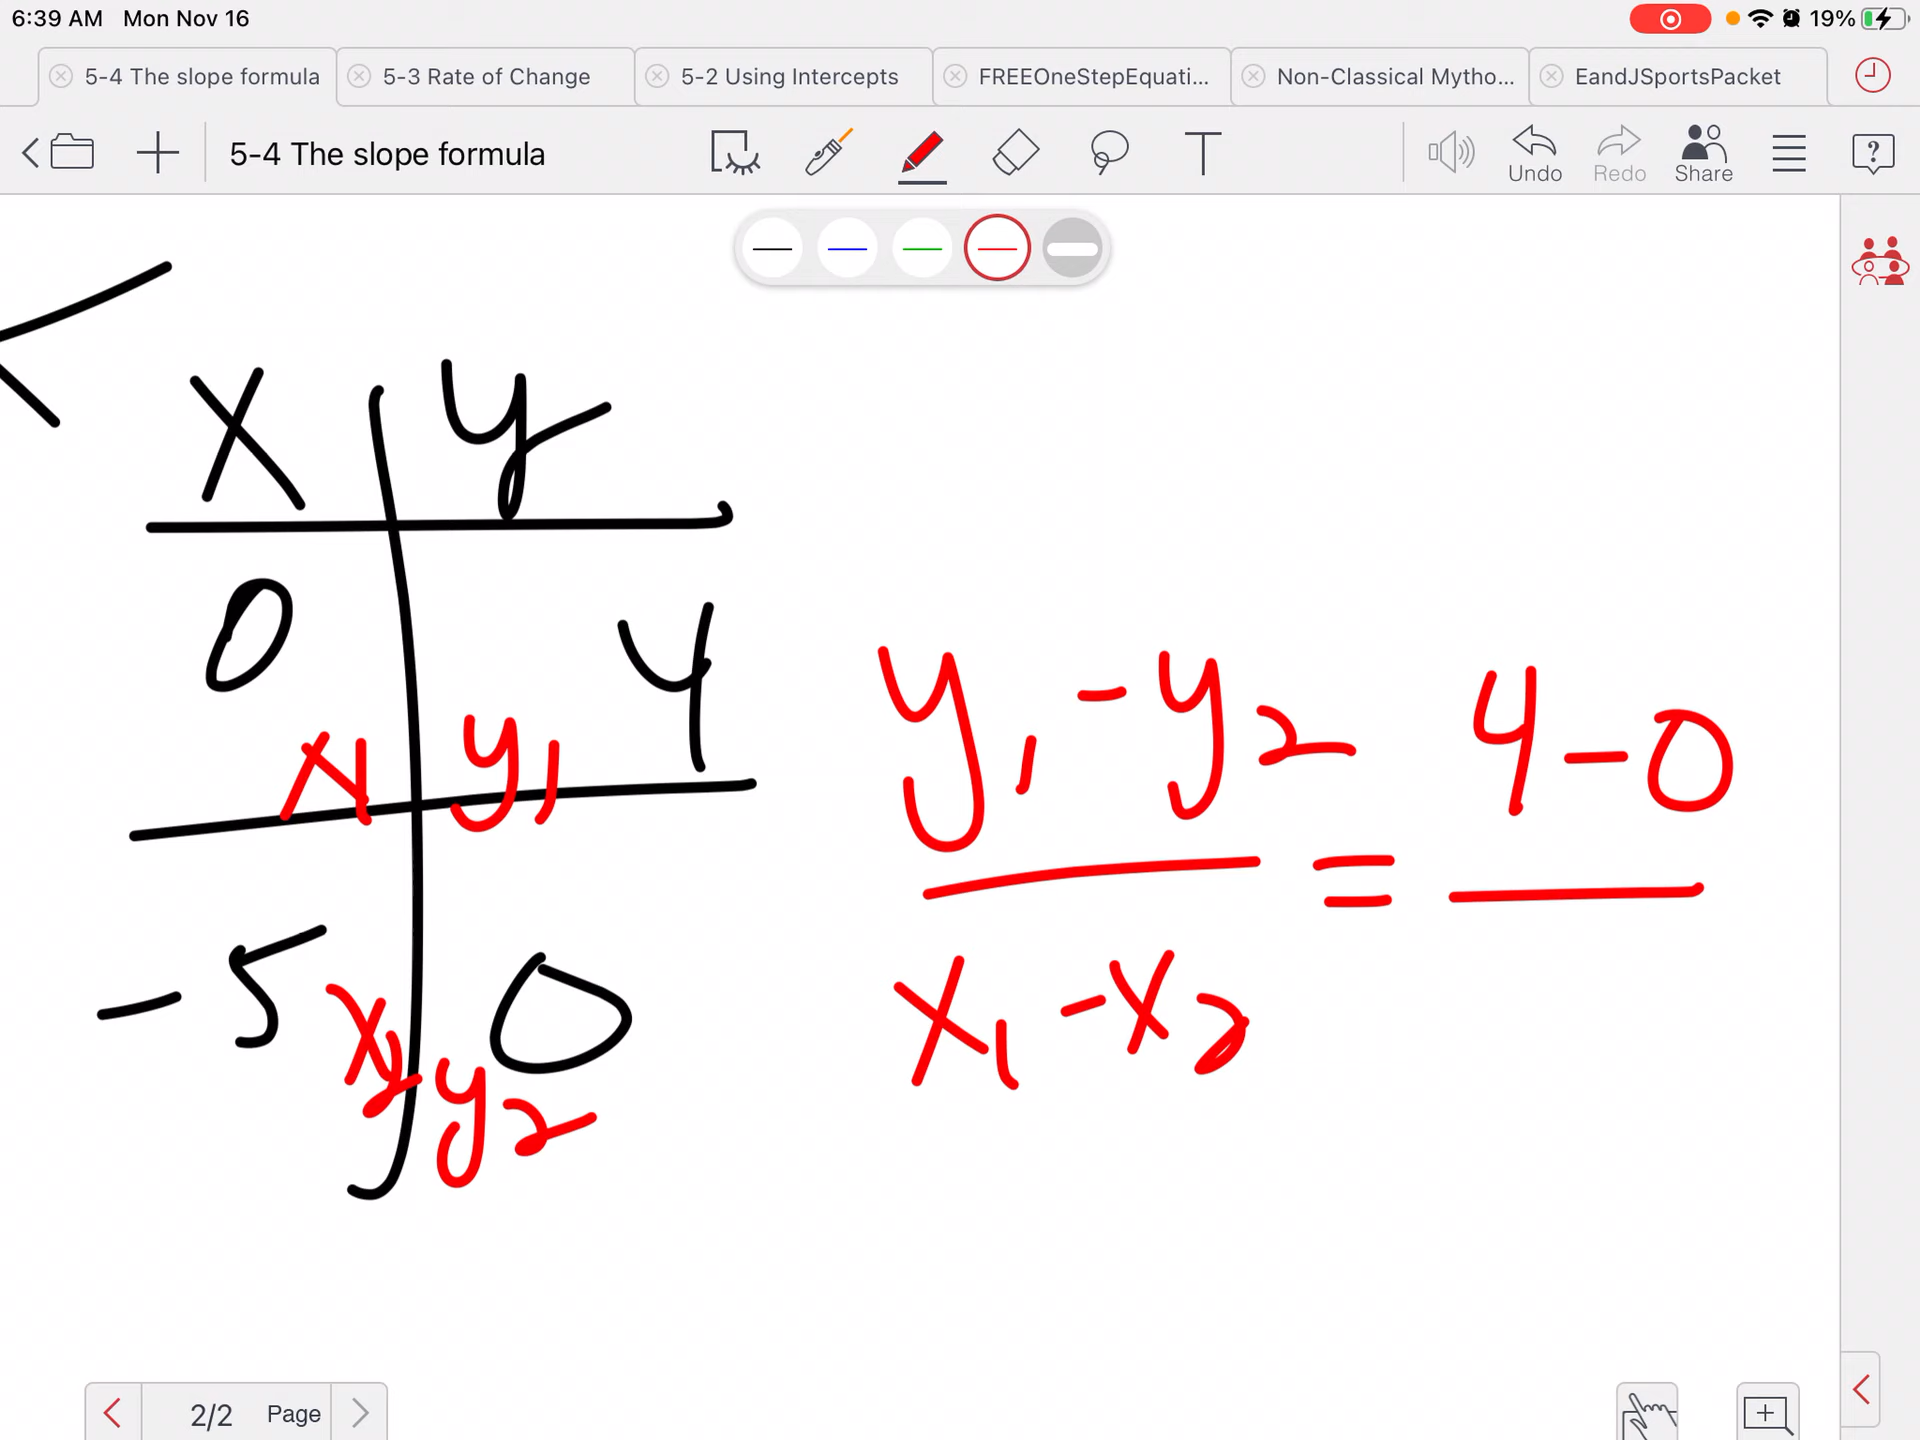 6:39 AM Mon Nov 16
19%
5-4 The slope formula
5-3 Rate of Change
5-2 Using Intercepts
FREEOneStepEquati...
Non-Classical Mytho...
EandJSportsPacket
5-4 The slope formula
T
Undo
Redo
Share
?
x y
0 4
x1 y1
-5 0
x2 y2
y1 - y2 = 4 - 0
x1 - x2
2/2 Page